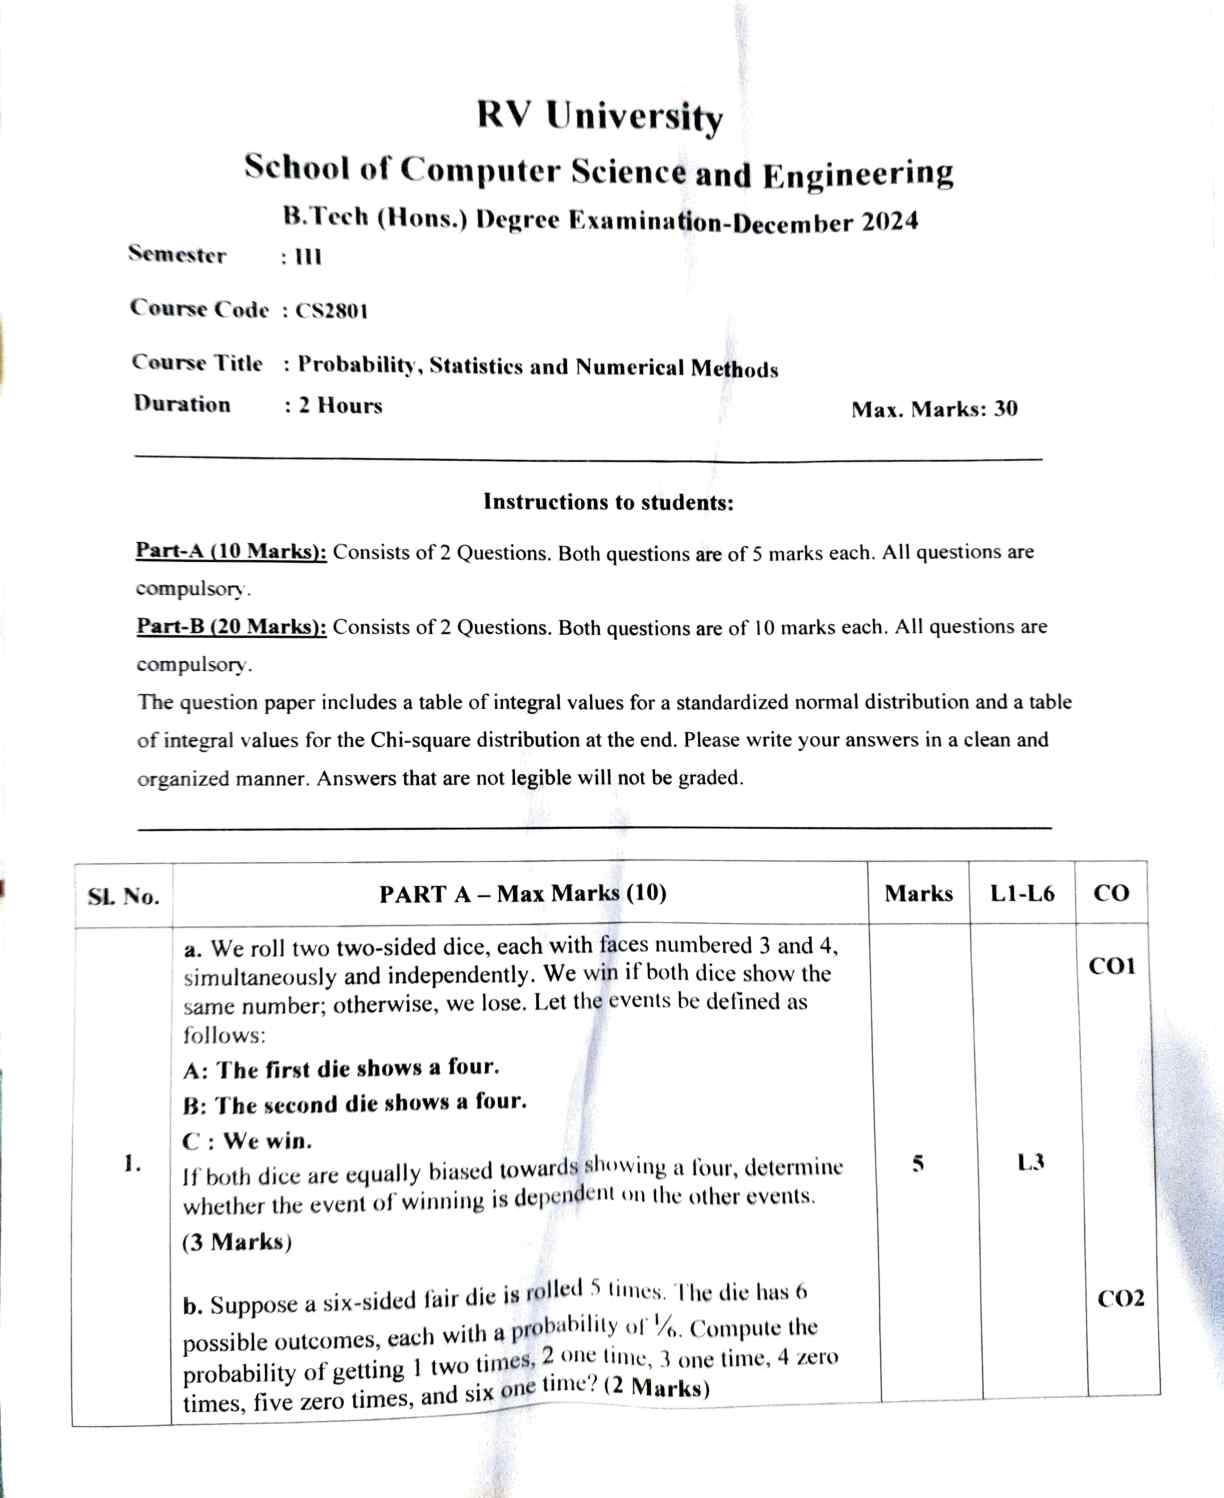 RV University
School of Computer Science and Engineering
B.Tech (Hons.) Degree Examination-December 2024
Semester : III
Course Code : CS2801
Course Title : Probability, Statistics and Numerical Methods
Duration : 2 Hours Max. Marks: 30
Instructions to students:
Part-A (10 Marks): Consists of 2 Questions. Both questions are of 5 marks each. All questions are
compulsory.
Part-B (20 Marks): Consists of 2 Questions. Both questions are of 10 marks each. All questions are
compulsory.
The question paper includes a table of integral values for a standardized normal distribution and a table
of integral values for the Chi-square distribution at the end. Please write your answers in a clean and
organized manner. Answers that are not legible will not be graded.
Sl. No. PART A – Max Marks (10) Marks L1-L6 CO
a. We roll two two-sided dice, each with faces numbered 3 and 4,
simultaneously and independently. We win if both dice show the CO1
same number; otherwise, we lose. Let the events be defined as
follows:
A: The first die shows a four.
B: The second die shows a four.
C : We win.
1. If both dice are equally biased towards showing a four, determine 5 L3
whether the event of winning is dependent on the other events.
(3 Marks)
b. Suppose a six-sided fair die is rolled 5 times. The die has 6 CO2
possible outcomes, each with a probability of ⅙. Compute the
probability of getting 1 two times, 2 one time, 3 one time, 4 zero
times, five zero times, and six one time? (2 Marks)